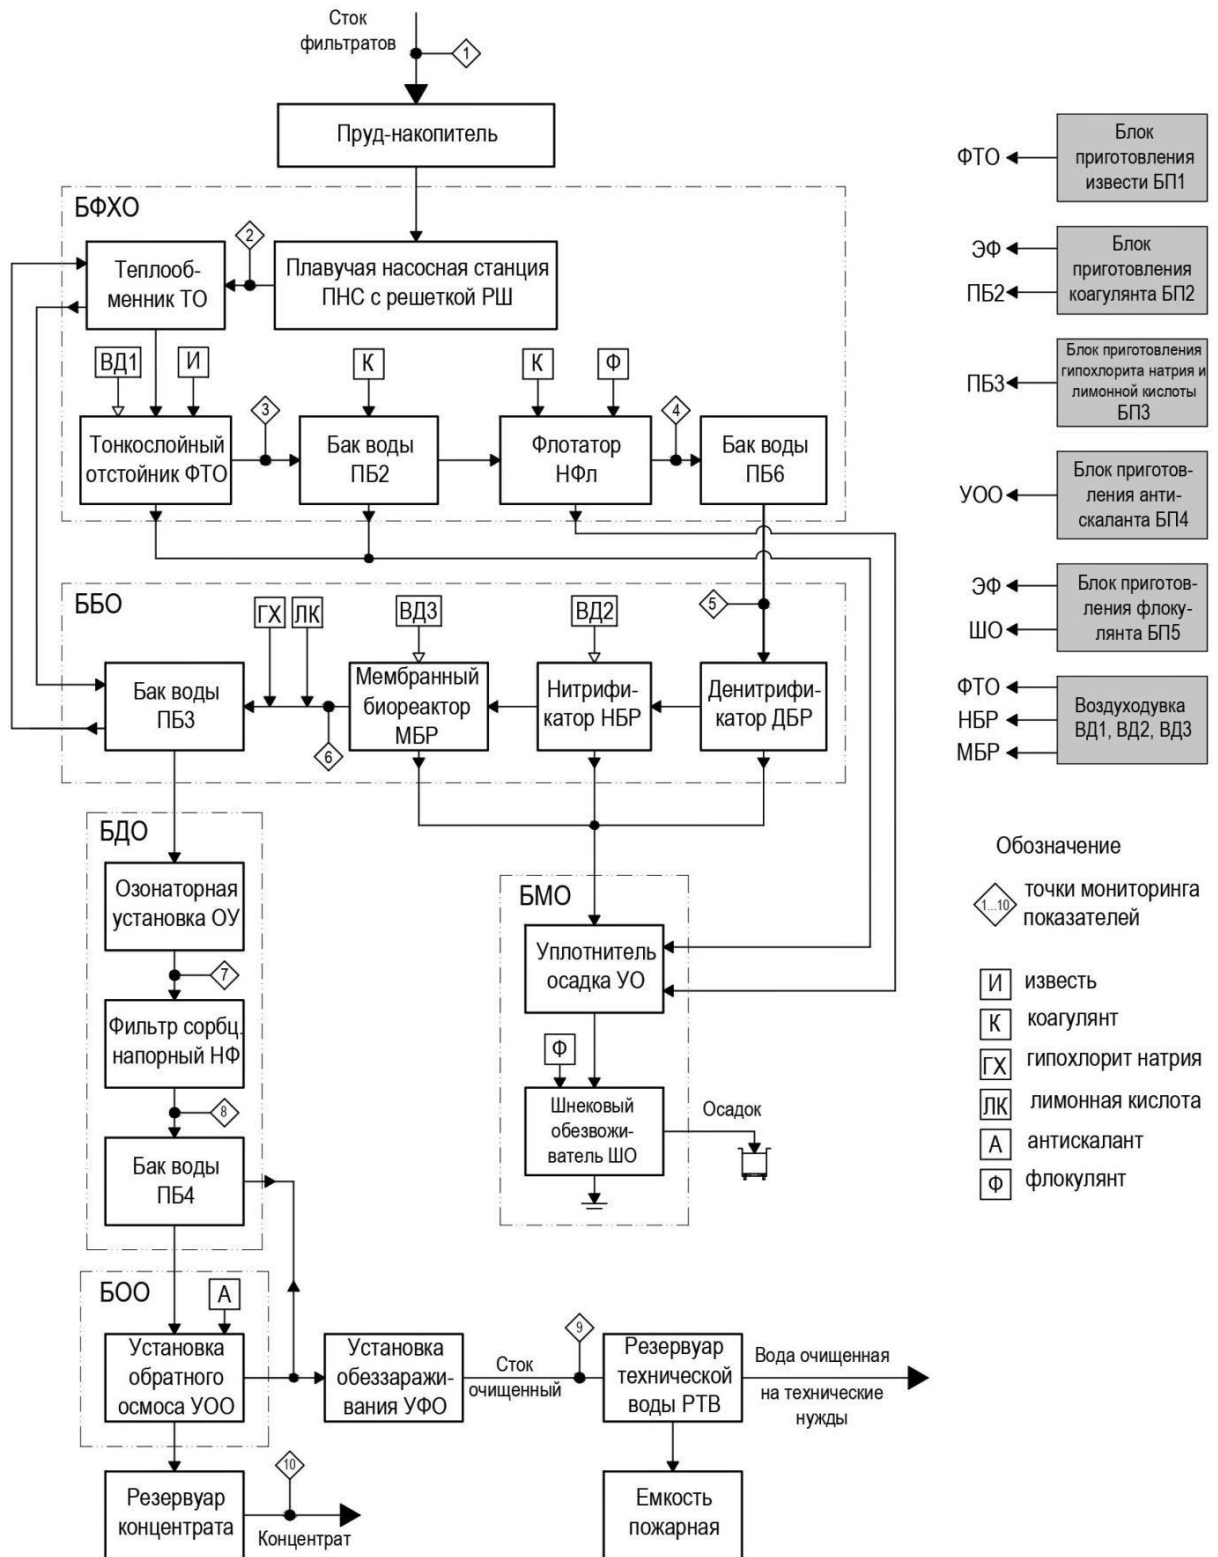 Сток
фильтратов
1
Пруд-накопитель
БФХО
2
Теплооб-
менник ТО
Плавучая насосная станция
ПНС с решеткой РШ
ВД1
И
К
К
Ф
3
4
Тонкослойный
отстойник ФТО
Бак воды
ПБ2
Флотатор
НФл
Бак воды
ПБ6
ББО
5
ГХ
ЛК
ВД3
ВД2
Бак воды
ПБ3
Мембранный
биореактор
МБР
Нитрифи-
катор НБР
Денитрифи-
катор ДБР
6
БДО
Озонаторная
установка ОУ
7
Фильтр сорбц.
напорный НФ
8
Бак воды
ПБ4
БМО
Уплотнитель
осадка УО
Ф
Шнековый
обезвожи-
ватель ШО
Осадок
БОО
А
Установка
обратного
осмоса УОО
Установка
обеззаражи-
вания УФО
Сток
очищенный
9
Резервуар
технической
воды РТВ
Вода очищенная
на технические
нужды
10
Резервуар
концентрата
Концентрат
Емкость
пожарная
ФТО
Блок
приготовления
извести БП1
ЭФ
ПБ2
Блок
приготовления
коагулянта БП2
ПБ3
Блок приготовления
гипохлорита натрия и
лимонной кислоты
БП3
УОО
Блок приготов-
ления анти-
скаланта БП4
ЭФ
ШО
Блок приготов-
ления флоку-
лянта БП5
ФТО
НБР
МБР
Воздуходувка
ВД1, ВД2, ВД3
Обозначение
1...10 точки мониторинга
показателей
И известь
К коагулянт
ГХ гипохлорит натрия
ЛК лимонная кислота
А антискалант
Ф флокулянт